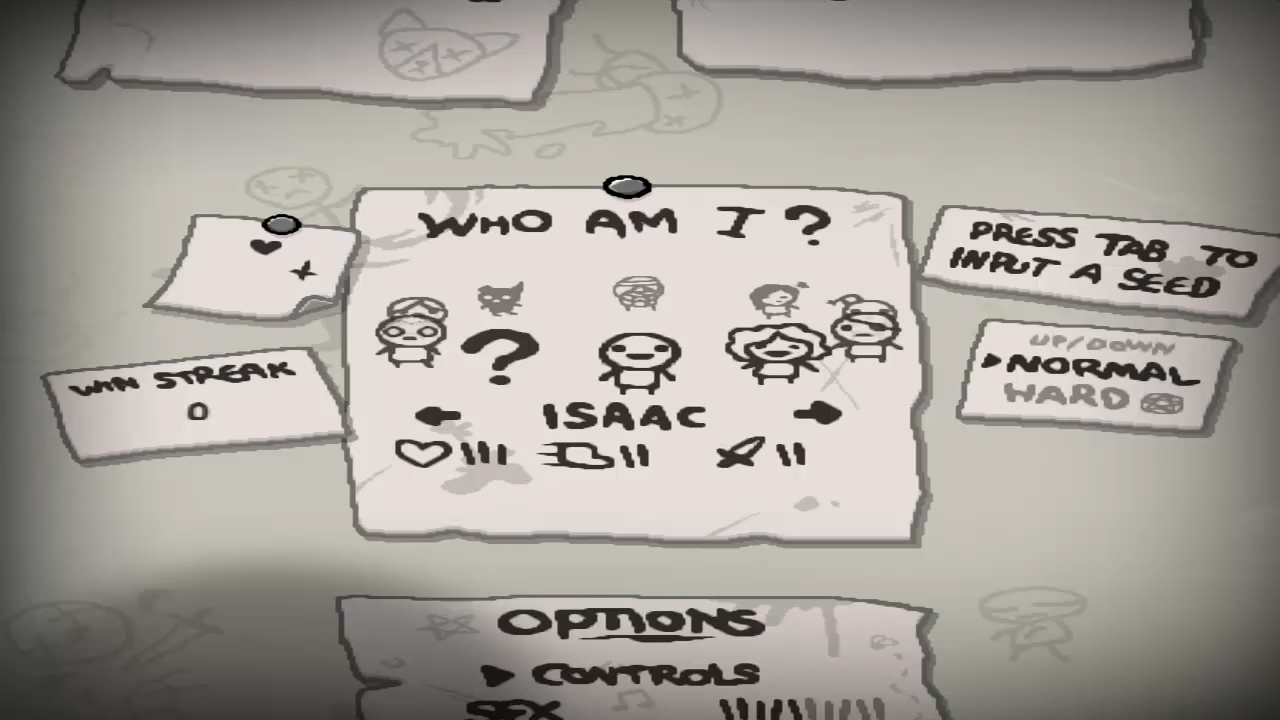 WHO AM I?
PRESS TAB TO
INPUT A SEED
WIN STREAK
0
UP/DOWN
NORMAL
HARD
?
ISAAC
OPTIONS
CONTROLS
SFX